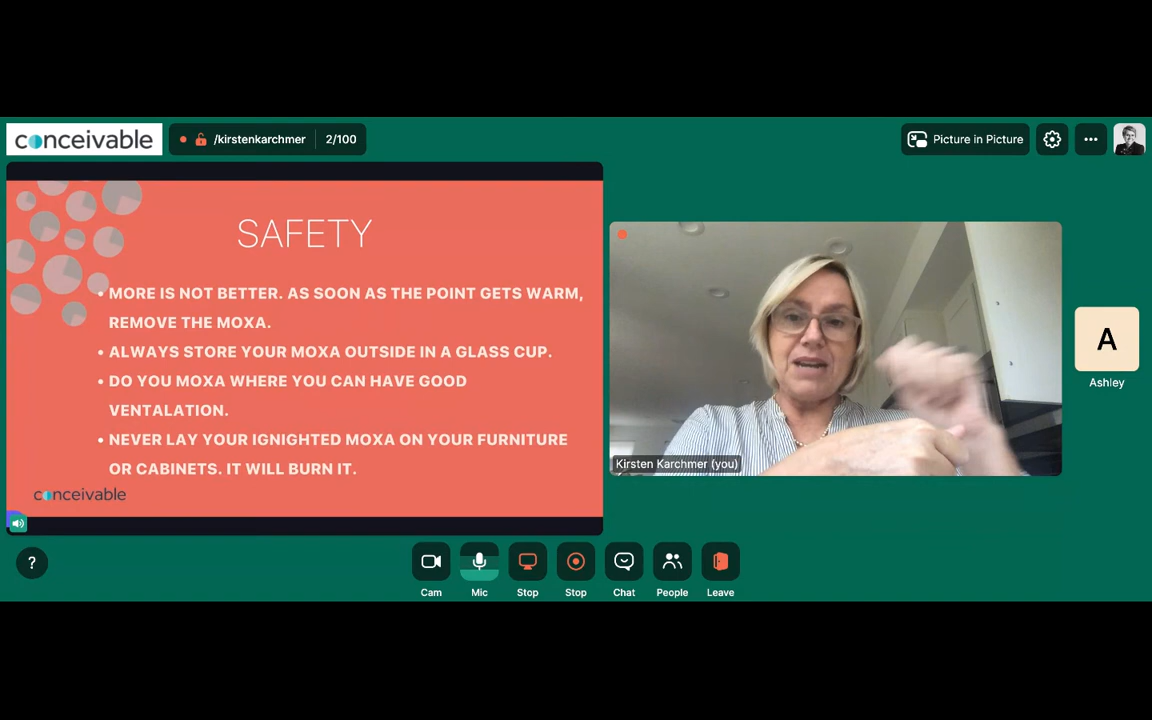 conceivable
/kirstenkarchmer
2/100
Picture in Picture
SAFETY
• MORE IS NOT BETTER. AS SOON AS THE POINT GETS WARM,
REMOVE THE MOXA.
• ALWAYS STORE YOUR MOXA OUTSIDE IN A GLASS CUP.
• DO YOU MOXA WHERE YOU CAN HAVE GOOD
VENTALATION.
• NEVER LAY YOUR IGNIGHTED MOXA ON YOUR FURNITURE
OR CABINETS. IT WILL BURN IT.
conceivable
Kirsten Karchmer (you)
A
Ashley
?
Cam
Mic
Stop
Stop
Chat
People
Leave